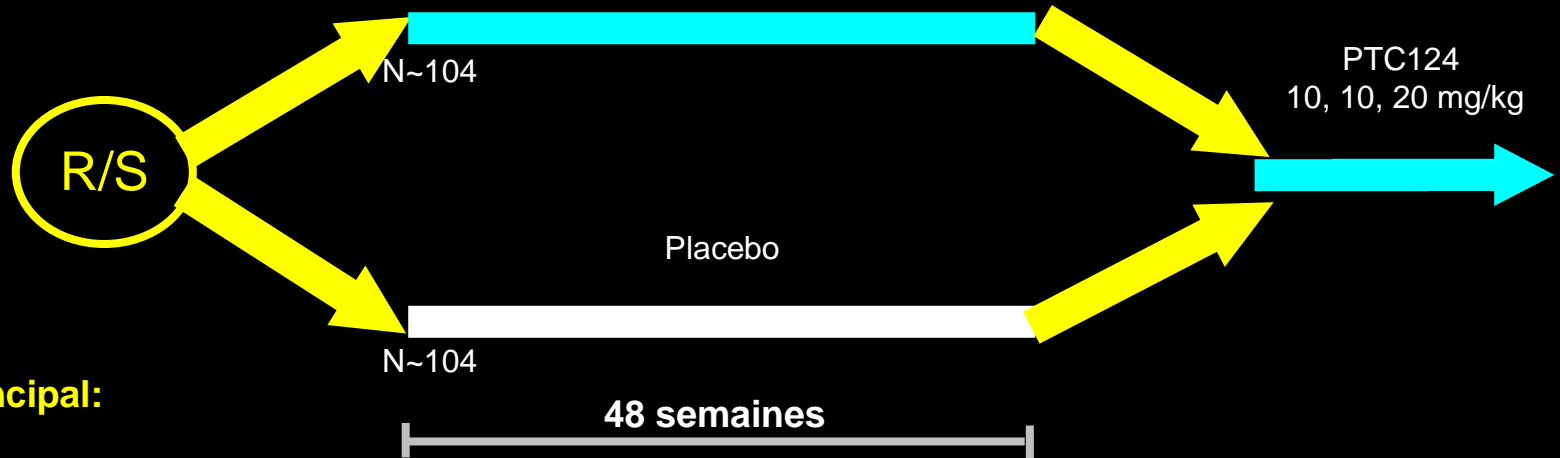 N~104
PTC124
10, 10, 20 mg/kg
R/S
Placebo
N~104
ncipal:
48 semaines